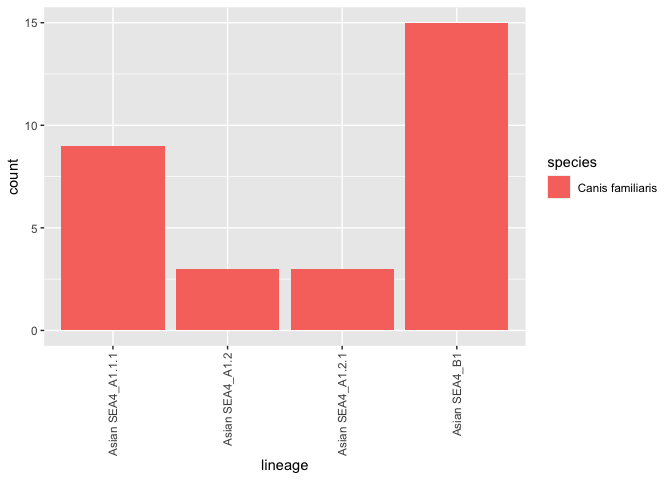 15
10
5
0
count
Asian SEA4_A1.1.1
Asian SEA4_A1.2
Asian SEA4_A1.2.1
Asian SEA4_B1
lineage
species
Canis familiaris